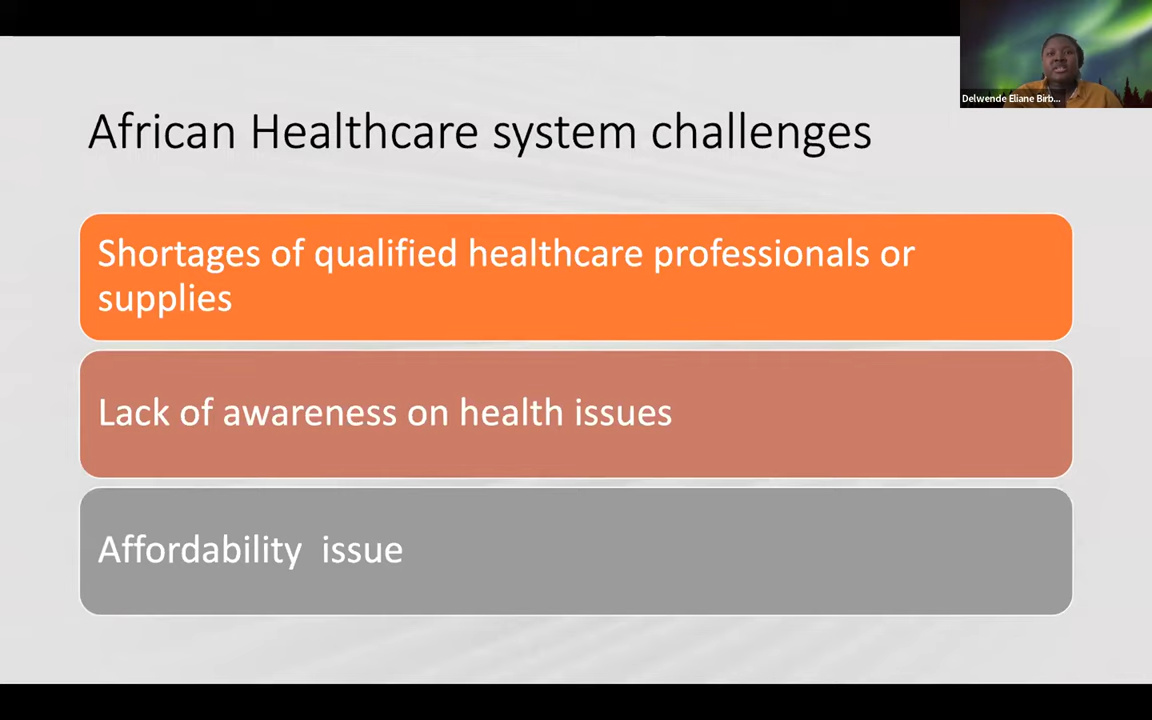 African Healthcare system challenges
Delwende Eliane Birb...
Shortages of qualified healthcare professionals or
supplies
Lack of awareness on health issues
Affordability  issue